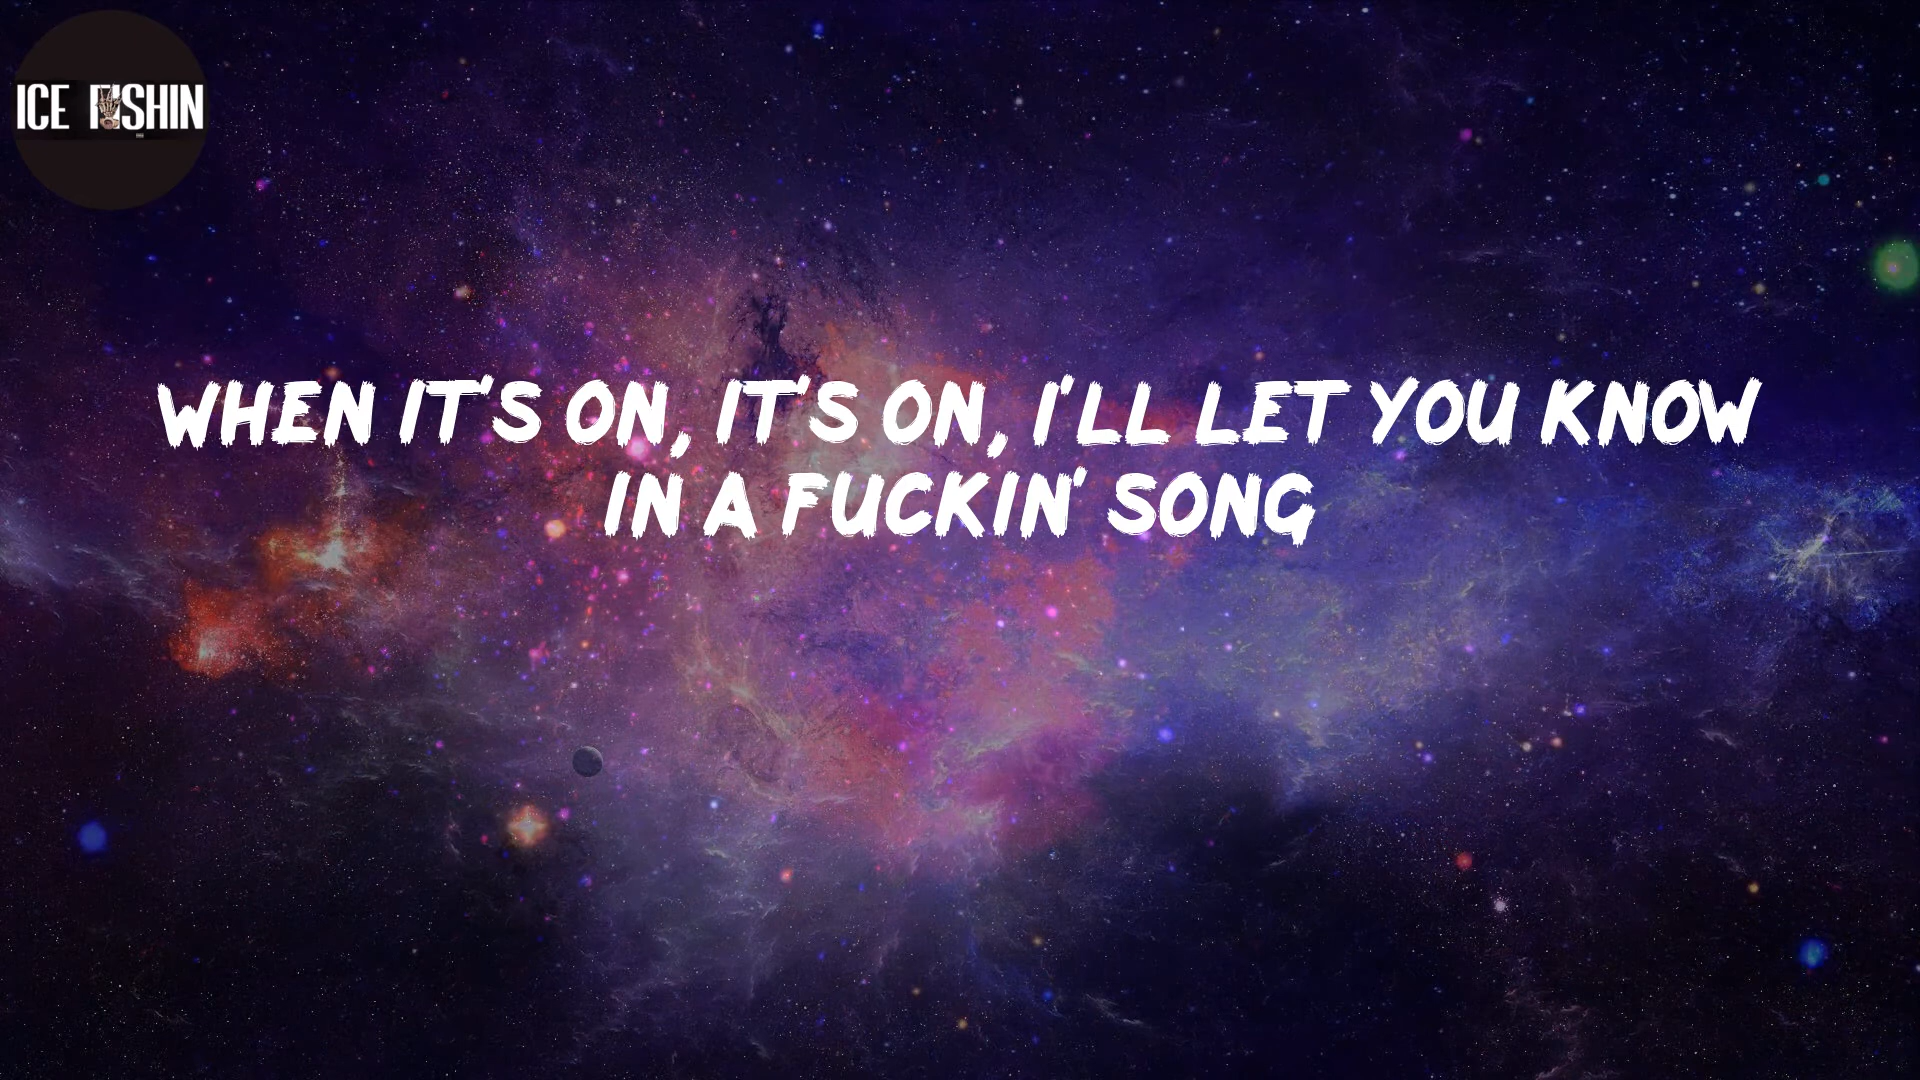 ICE FISHIN
WHEN IT'S ON, IT'S ON, I'LL LET YOU KNOW
IN A FUCKIN' SONG